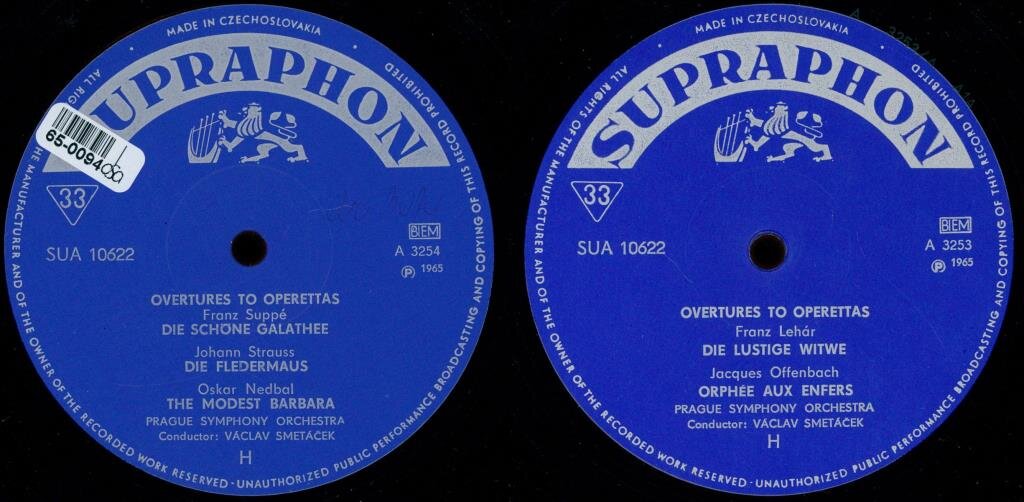 MADE IN CZECHOSLOVAKIA
SUPRAPHON
65-0094
33
SUA 10622
BIEM
A 3254
Ⓟ 1965
OVERTURES TO OPERETTAS
Franz Suppé
DIE SCHÖNE GALATHEE
Johann Strauss
DIE FLEDERMAUS
Oskar Nedbal
THE MODEST BARBARA
PRAGUE SYMPHONY ORCHESTRA
Conductor: VÁCLAV SMETÁČEK
H
ALL RIG THE MANUFACTURER AND OF THE OWNER OF THE RECORDED WORK RESERVED - UNAUTHORIZED PUBLIC PERFORMANCE BROADCASTING AND COPYING OF THIS RECORD PROHIBITED
MADE IN CZECHOSLOVAKIA
SUPRAPHON
33
SUA 10622
BIEM
A 3253
Ⓟ 1965
OVERTURES TO OPERETTAS
Franz Lehár
DIE LUSTIGE WITWE
Jacques Offenbach
ORPHÉE AUX ENFERS
PRAGUE SYMPHONY ORCHESTRA
Conductor: VÁCLAV SMETÁČEK
H
ALL RIGHTS OF THE MANUFACTURER AND OF THE OWNER OF THE RECORDED WORK RESERVED - UNAUTHORIZED PUBLIC PERFORMANCE BROADCASTING AND COPYING OF THIS RECORD PROHIBITED